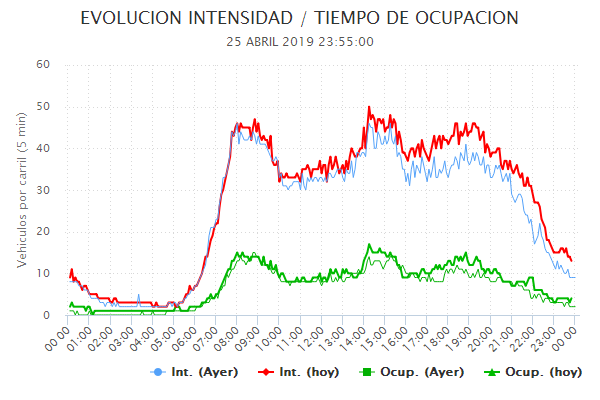 EVOLUCION INTENSIDAD / TIEMPO DE OCUPACION
25 ABRIL 2019 23:55:00
Vehiculos por carril (5 min)
60
50
40
30
20
10
0
00:00 01:00 02:00 03:00 04:00 05:00 06:00 07:00 08:00 09:00 10:00 11:00 12:00 13:00 14:00 15:00 16:00 17:00 18:00 19:00 20:00 21:00 22:00 23:00 00:00
Int. (Ayer) Int. (hoy) Ocup. (Ayer) Ocup. (hoy)